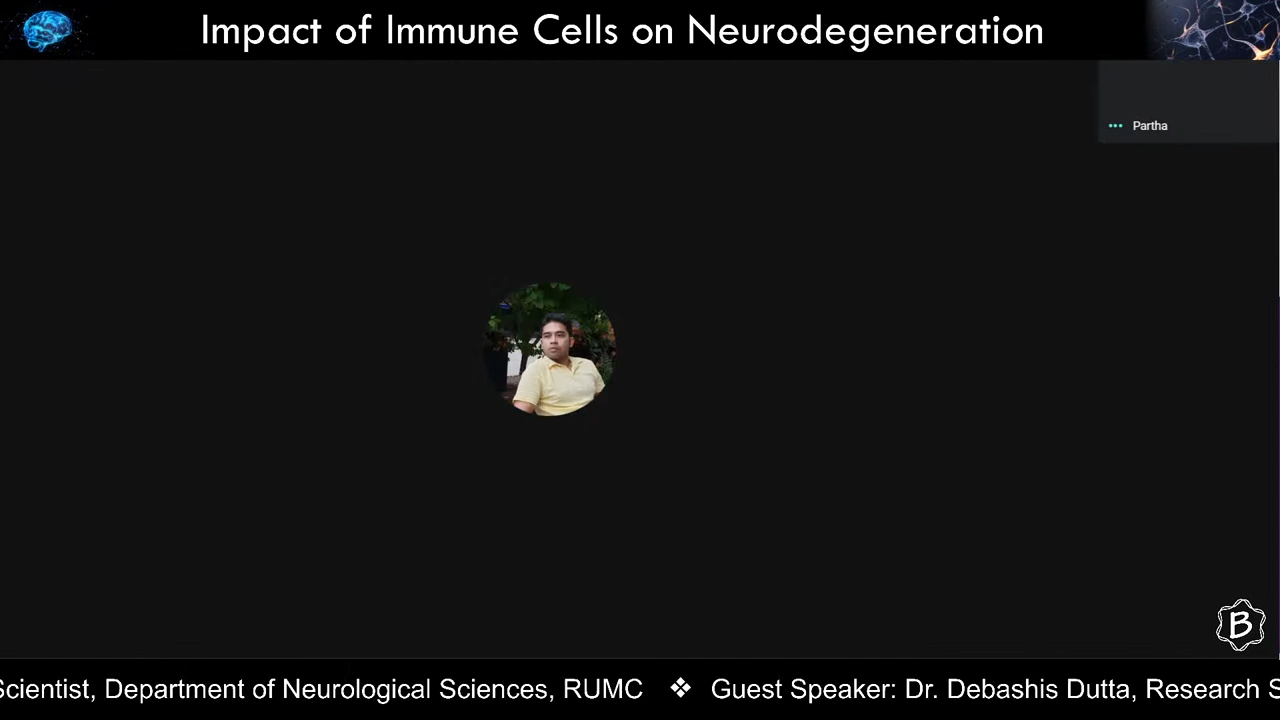 Impact of Immune Cells on Neurodegeneration
••• Partha
B
Scientist, Department of Neurological Sciences, RUMC ❖ Guest Speaker: Dr. Debashis Dutta, Research S